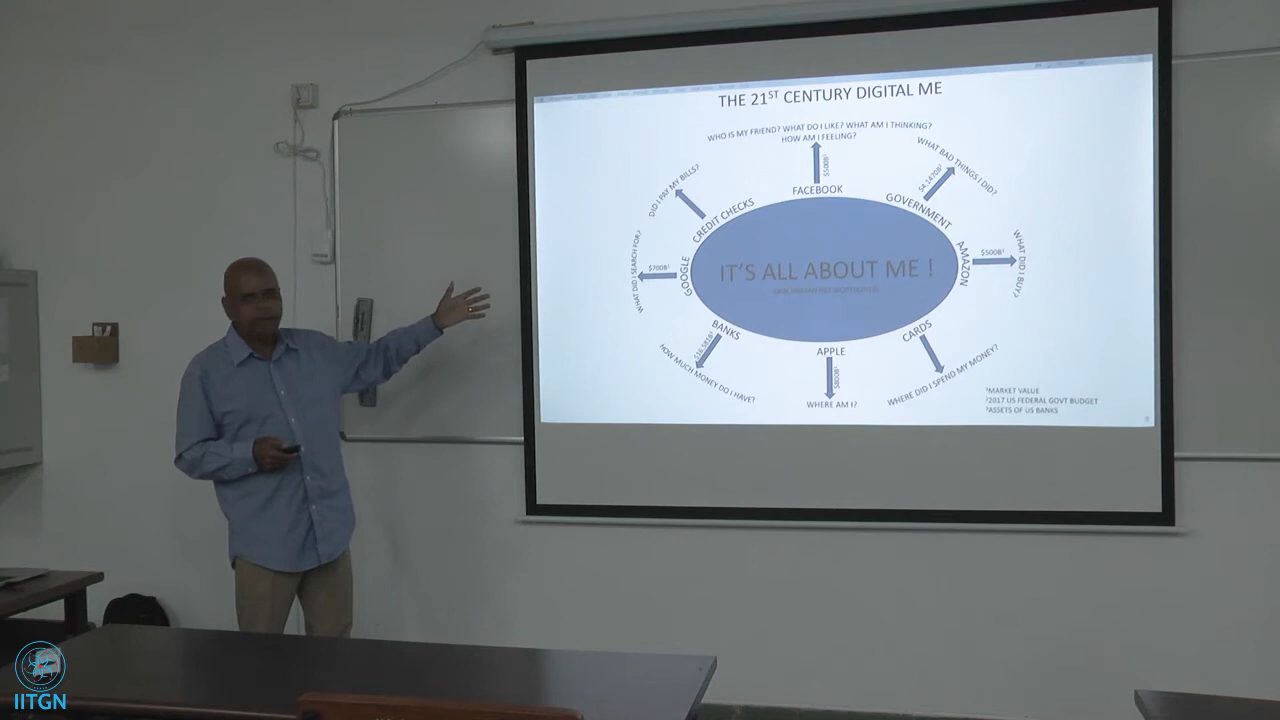 THE 21ST CENTURY DIGITAL ME
WHO IS MY FRIEND? WHAT DO I LIKE? WHAT AM I THINKING?
HOW AM I FEELING?
$500B¹
FACEBOOK
WHAT BAD THINGS I DID?
$4,147OB²
GOVERNMENT
WHAT DID I BUY?
$500B¹
AMAZON
DID I PAY MY BILLS?
CREDIT CHECKS
WHAT DID I SEARCH FOR?
$700B¹
GOOGLE
IT'S ALL ABOUT ME !
BANKS
HOW MUCH MONEY DO I HAVE?
APPLE
$800B¹
WHERE AM I?
CARDS
WHERE DID I SPEND MY MONEY?
¹MARKET VALUE
²2017 US FEDERAL GOVT BUDGET
³ASSETS OF US BANKS
IITGN